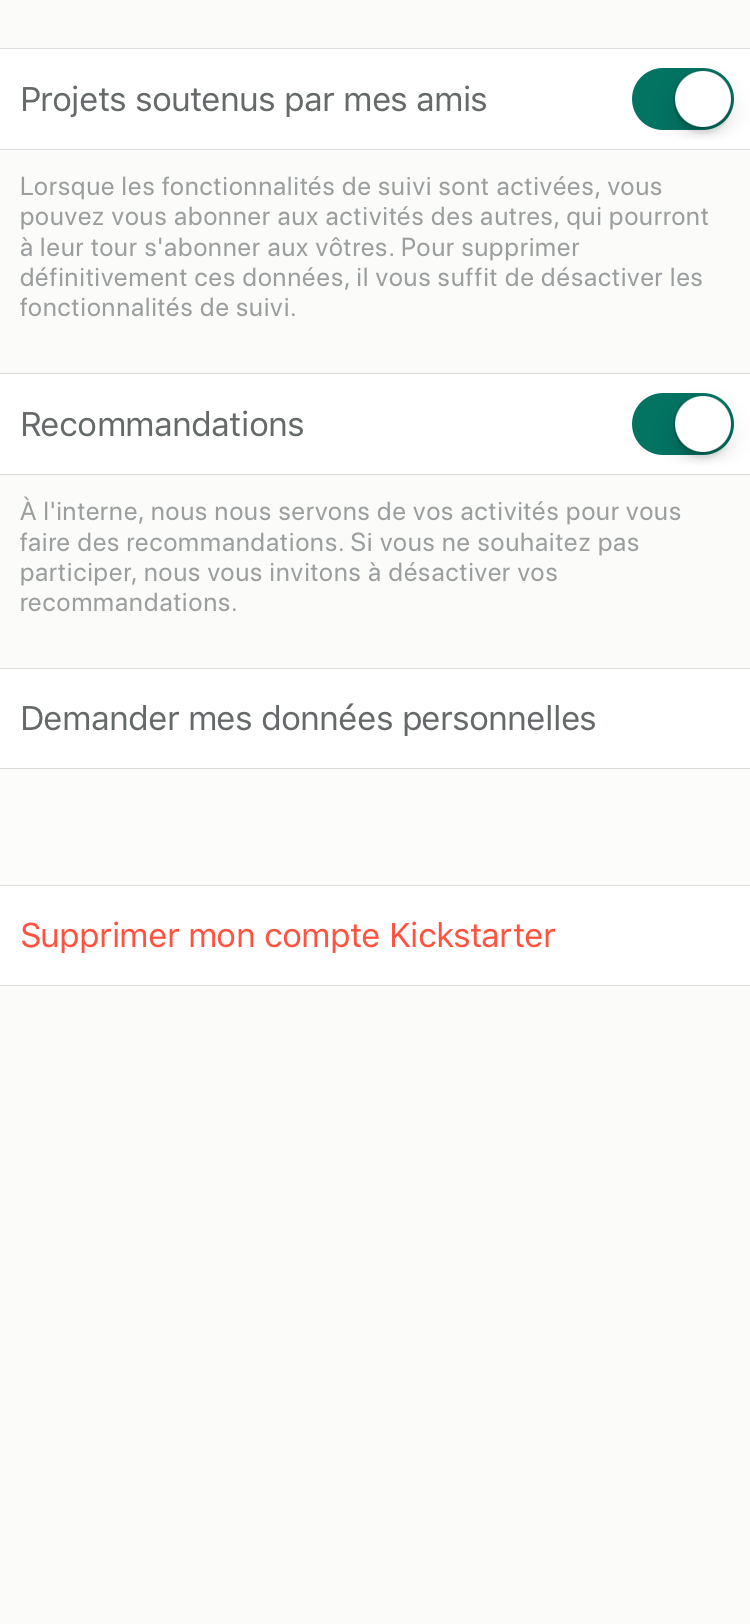 Projets soutenus par mes amis
Lorsque les fonctionnalités de suivi sont activées, vous
pouvez vous abonner aux activités des autres, qui pourront
à leur tour s'abonner aux vôtres. Pour supprimer
définitivement ces données, il vous suffit de désactiver les
fonctionnalités de suivi.
Recommandations
À l'interne, nous nous servons de vos activités pour vous
faire des recommandations. Si vous ne souhaitez pas
participer, nous vous invitons à désactiver vos
recommandations.
Demander mes données personnelles
Supprimer mon compte Kickstarter